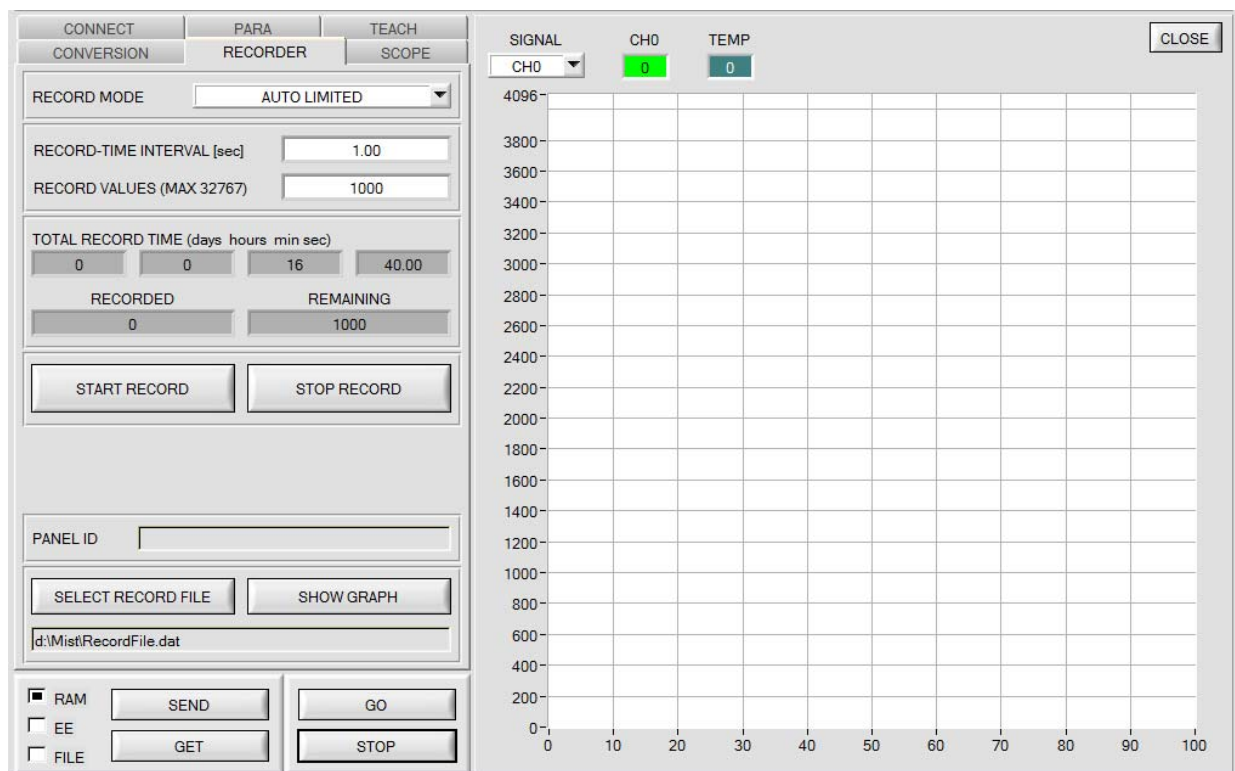 CONNECT PARA TEACH
CONVERSION RECORDER SCOPE
RECORD MODE AUTO LIMITED
RECORD-TIME INTERVAL [sec] 1.00
RECORD VALUES (MAX 32767) 1000
TOTAL RECORD TIME (days hours min sec)
0 0 16 40.00
RECORDED REMAINING
0 1000
START RECORD STOP RECORD
PANEL ID
SELECT RECORD FILE SHOW GRAPH
d:\Mist\RecordFile.dat
RAM SEND GO
EE
GET STOP
FILE
SIGNAL CH0 TEMP CLOSE
CH0 0 0
4096
3800
3600
3400
3200
3000
2800
2600
2400
2200
2000
1800
1600
1400
1200
1000
800
600
400
200
0
0 10 20 30 40 50 60 70 80 90 100